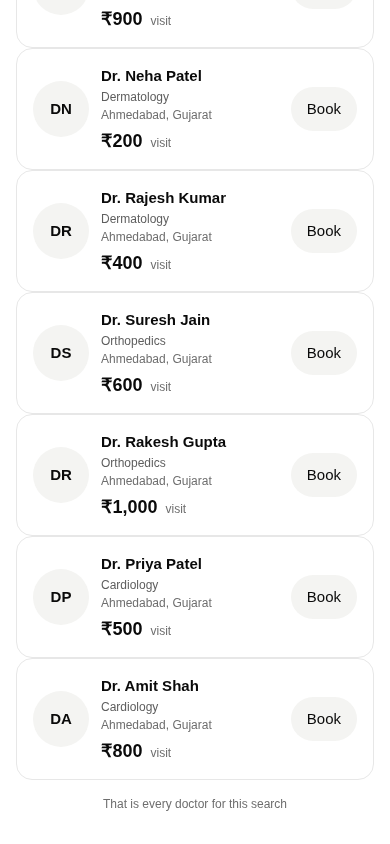 ₹900 visit
DN
Dr. Neha Patel
Dermatology
Ahmedabad, Gujarat
₹200 visit
Book
DR
Dr. Rajesh Kumar
Dermatology
Ahmedabad, Gujarat
₹400 visit
Book
DS
Dr. Suresh Jain
Orthopedics
Ahmedabad, Gujarat
₹600 visit
Book
DR
Dr. Rakesh Gupta
Orthopedics
Ahmedabad, Gujarat
₹1,000 visit
Book
DP
Dr. Priya Patel
Cardiology
Ahmedabad, Gujarat
₹500 visit
Book
DA
Dr. Amit Shah
Cardiology
Ahmedabad, Gujarat
₹800 visit
Book
That is every doctor for this search